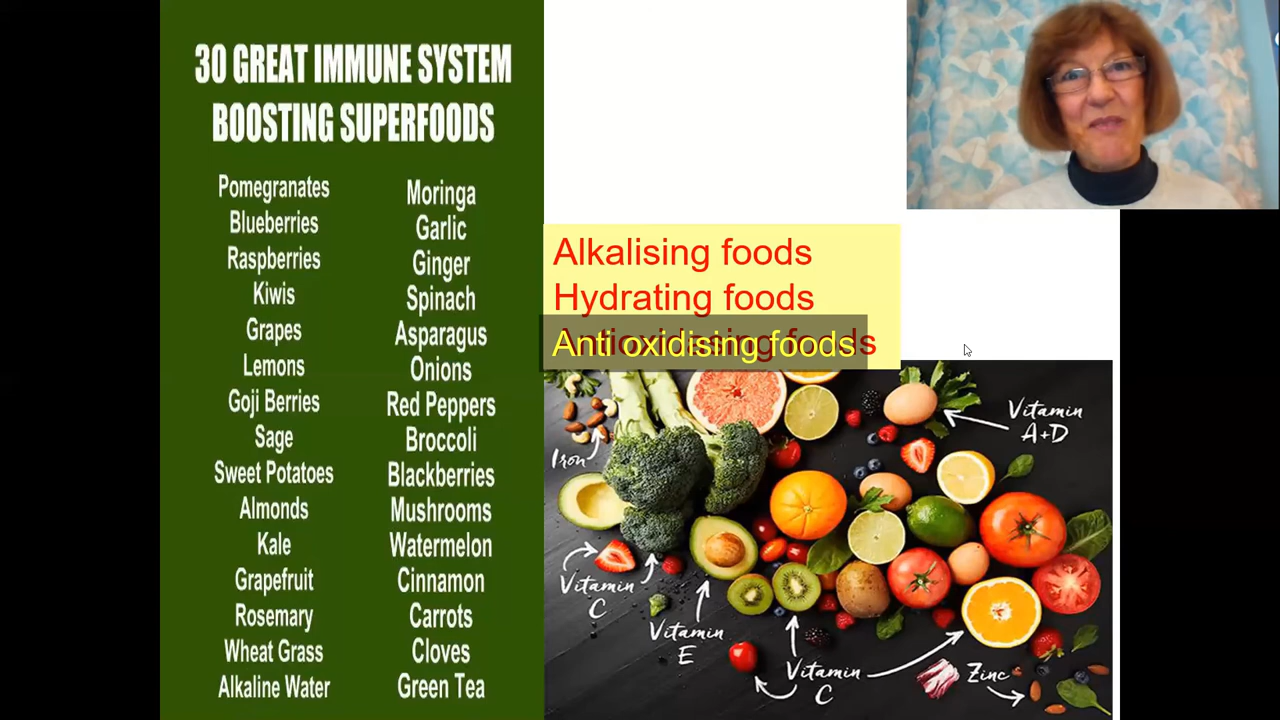 30 GREAT IMMUNE SYSTEM
BOOSTING SUPERFOODS
Pomegranates
Blueberries
Raspberries
Kiwis
Grapes
Lemons
Goji Berries
Sage
Sweet Potatoes
Almonds
Kale
Grapefruit
Rosemary
Wheat Grass
Alkaline Water
Moringa
Garlic
Ginger
Spinach
Asparagus
Onions
Red Peppers
Broccoli
Blackberries
Mushrooms
Watermelon
Cinnamon
Carrots
Cloves
Green Tea
Alkalising foods
Hydrating foods
Anti oxidising foods
Iron
Vitamin
A+D
Vitamin
C
Vitamin
E
Vitamin
C
Zinc